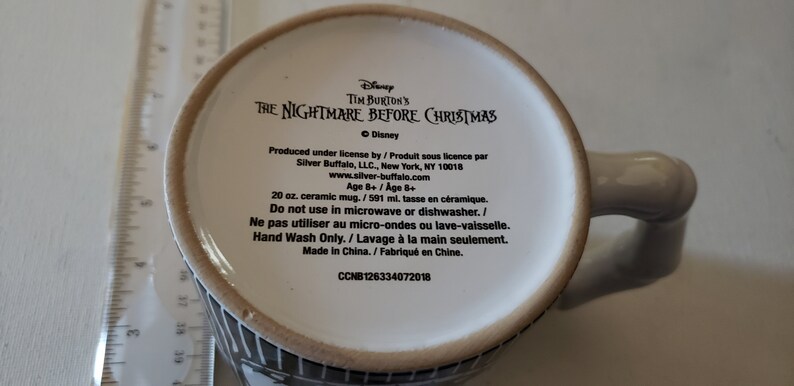 Disney
TIM BURTON'S
THE NIGHTMARE BEFORE CHRISTMAS
© Disney
Produced under license by / Produit sous licence par
Silver Buffalo, LLC., New York, NY 10018
www.silver-buffalo.com
Age 8+ / Âge 8+
20 oz. ceramic mug. / 591 ml. tasse en céramique.
Do not use in microwave or dishwasher. /
Ne pas utiliser au micro-ondes ou lave-vaisselle.
Hand Wash Only. / Lavage à la main seulement.
Made in China. / Fabriqué en Chine.
CCNB126334072018
6
5
4